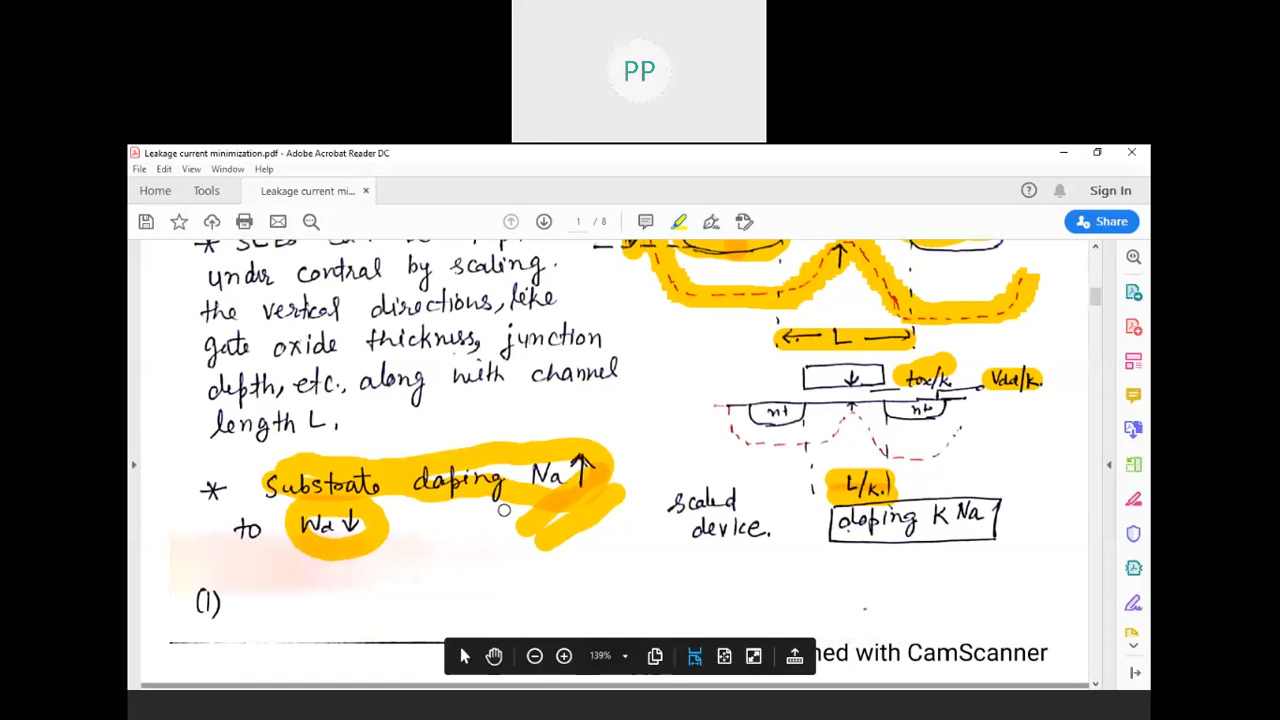 PP
Leakage current minimization.pdf - Adobe Acrobat Reader DC
File Edit View Window Help
Home Tools Leakage current mi... × Sign In
1 / 8 Share
under control by scaling.
the vertical directions, like
gate oxide thickness, junction
depth, etc., along with channel
length L.
* Substrate doping Na ↑
to Wd ↓
(1)
L
tox/k. Vdd/k.
n+ n+
L/k.
scaled
device.
doping K Na
139%
ned with CamScanner